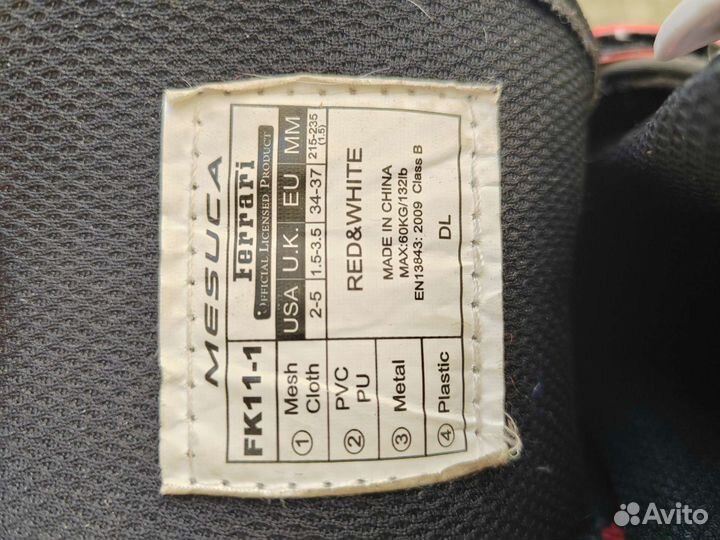 MESUCA
FK11-1
Ferrari
OFFICIAL LICENSED PRODUCT
① Mesh Cloth
② PVC PU
③ Metal
④ Plastic
USA U.K. EU MM
2-5 1.5-3.5 34-37 215-235 (1.5)
RED&WHITE
MADE IN CHINA
MAX:60KG/132lb
EN13843: 2009 Class B
DL
Avito